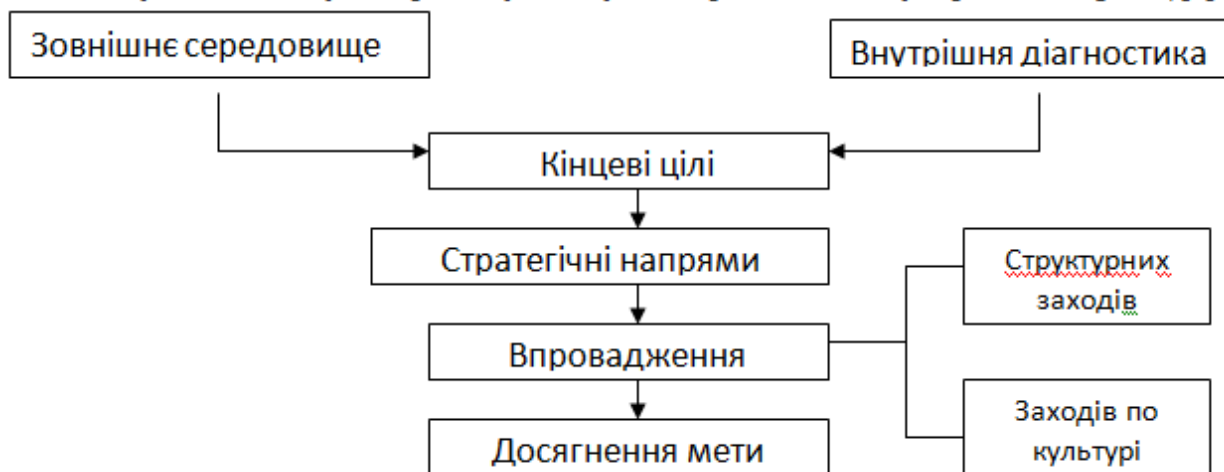 Зовнішнє середовище
Внутрішня діагностика
Кінцеві цілі
Стратегічні напрями
Структурних
заходів
Впровадження
Заходів по
культурі
Досягнення мети